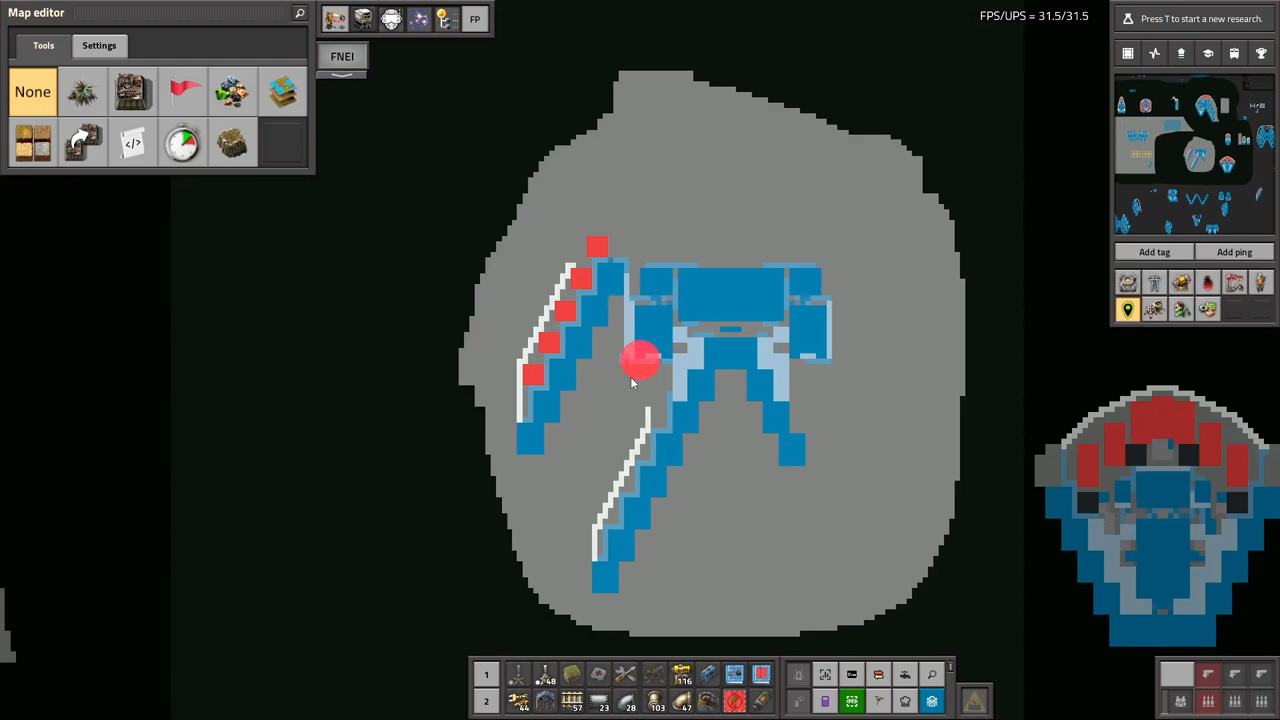 Map editor
Tools
Settings
None
FP
FNEI
FPS/UPS = 31.5/31.5
Press T to start a new research.
Add tag
Add ping
1
48
116
2
44
57
23
28
103
47